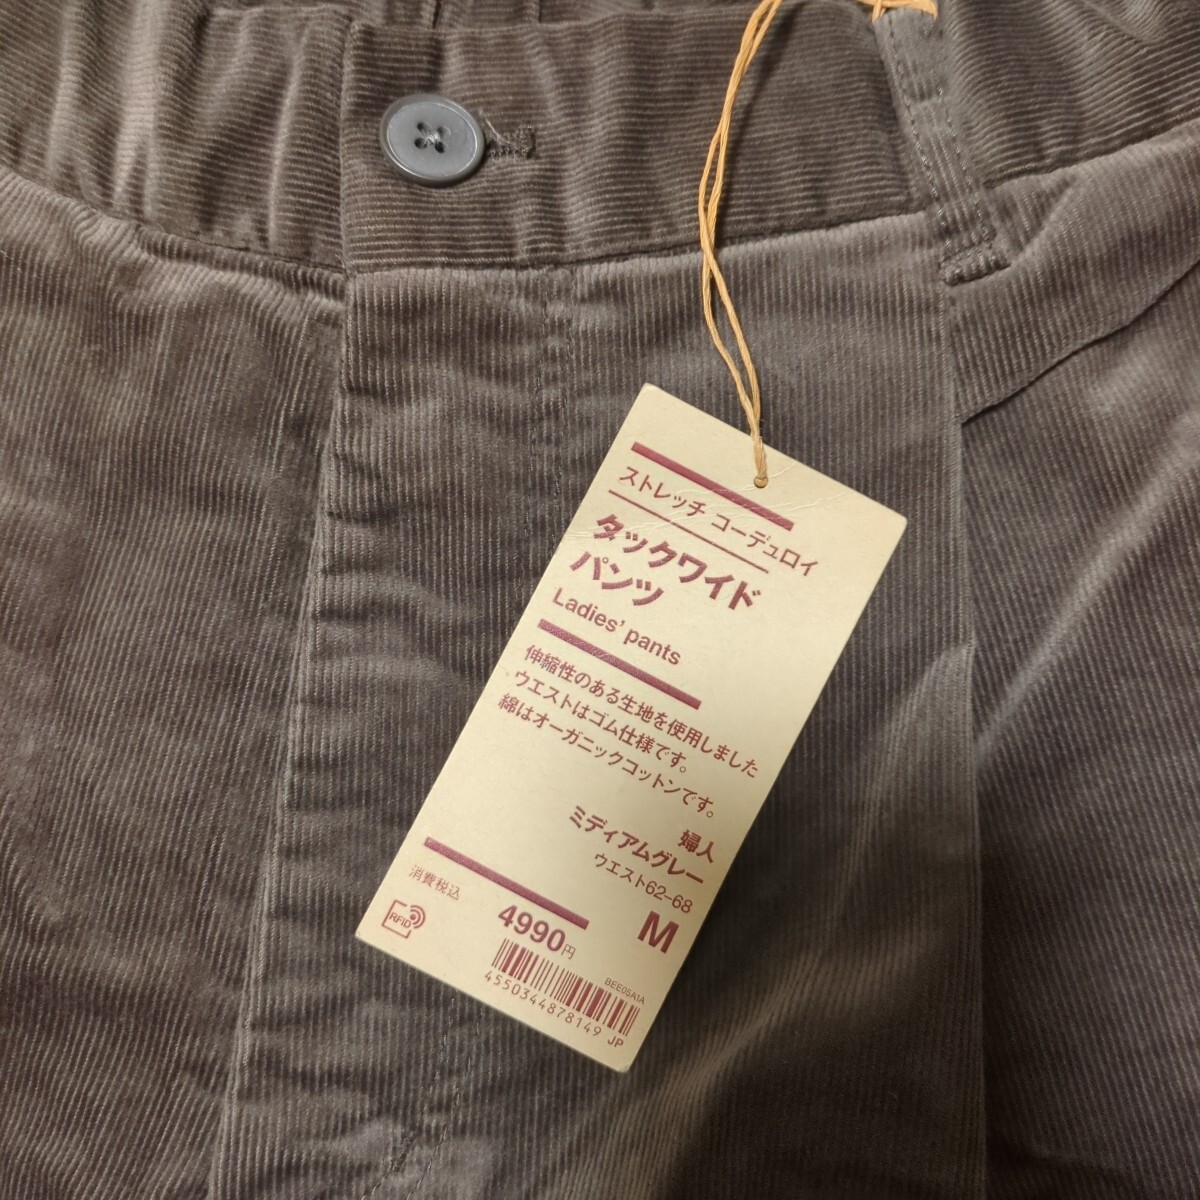 ストレッチ コーデュロイ
タックワイド
パンツ
Ladies' pants
伸縮性のある生地を使用しました
ウエストはゴム仕様です。
綿はオーガニックコットンです。
婦人
ミディアムグレー
ウエスト62-68
M
消費税込
4990円
RFID
BEE05A1A
4550344878149 JP